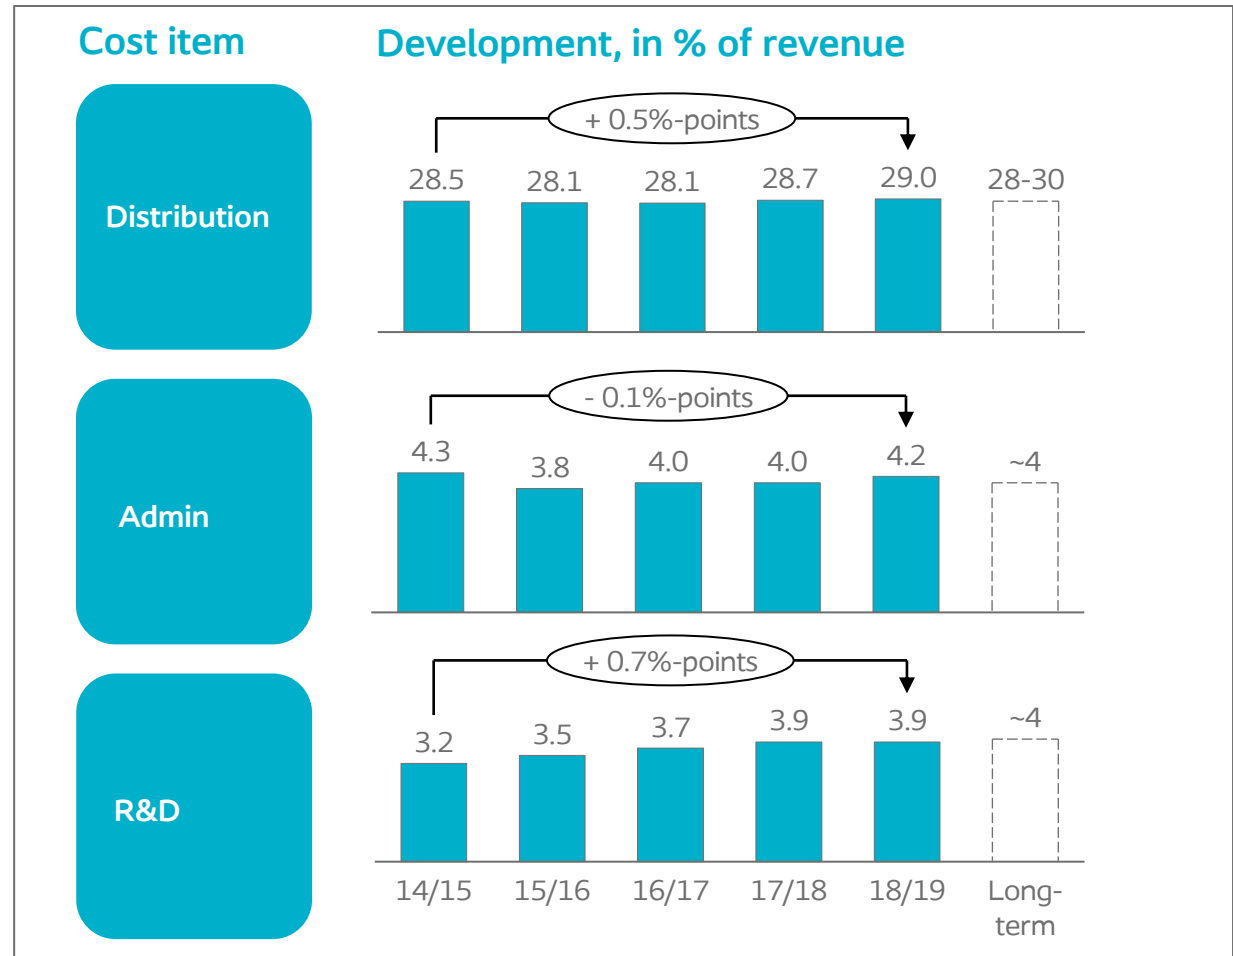 Cost item
Development, in % of revenue
Distribution
+ 0.5%-points
28.5 28.1 28.1 28.7 29.0 28-30
Admin
- 0.1%-points
4.3 3.8 4.0 4.0 4.2 ~4
R&D
+ 0.7%-points
3.2 3.5 3.7 3.9 3.9 ~4
14/15 15/16 16/17 17/18 18/19 Long-
term